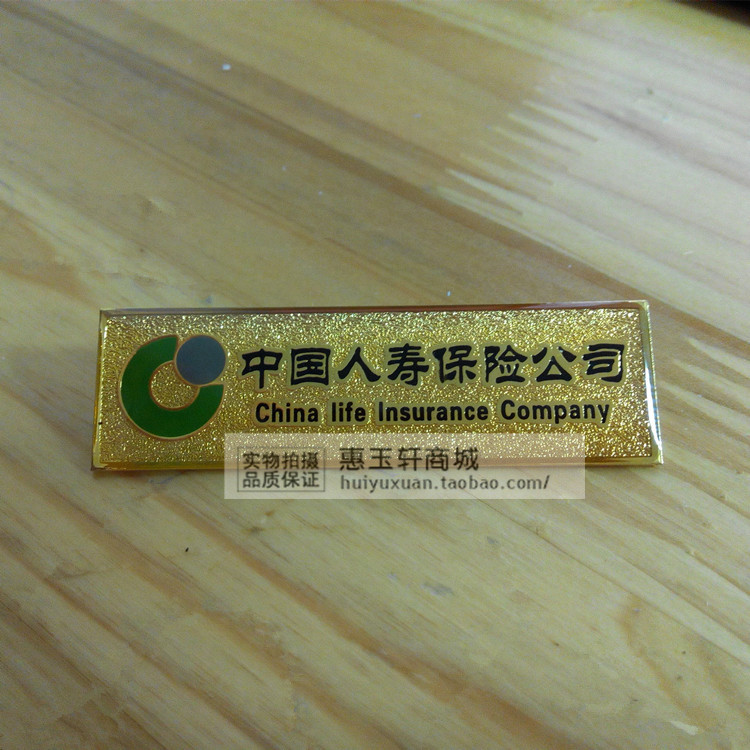 中国人寿保险公司
China life Insurance Company
实物拍摄
品质保证
惠玉轩商城
huiyuxuan.taobao.com/